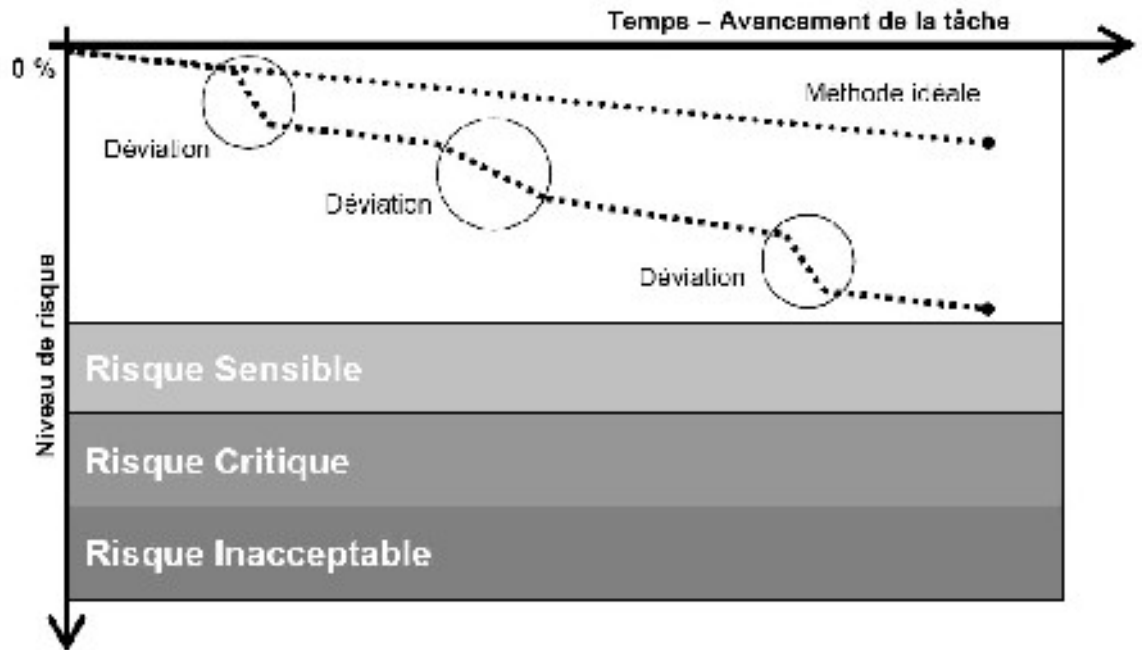 Temps – Avancement de la tâche
0 %
Methode idéale
Déviation
Déviation
Déviation
Niveau de risque
Risque Sensible
Risque Critique
Risque Inacceptable